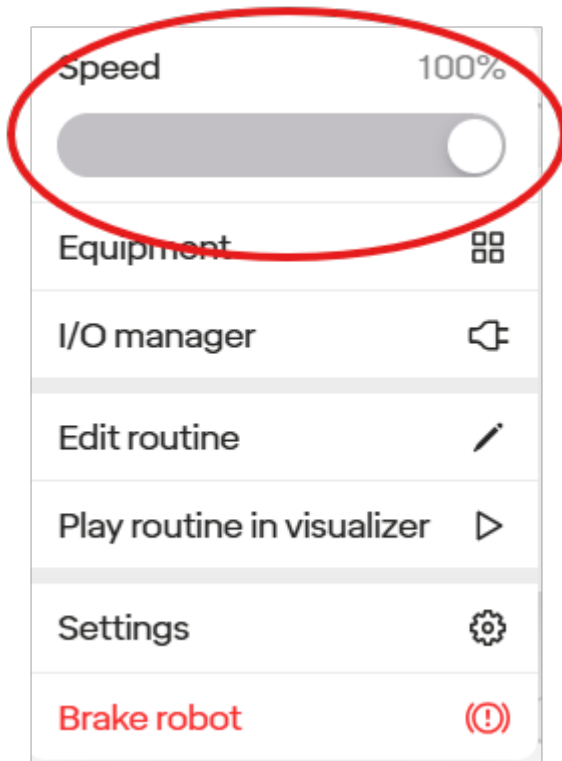 Speed 100%
Equipment
I/O manager
Edit routine
Play routine in visualizer
Settings
Brake robot